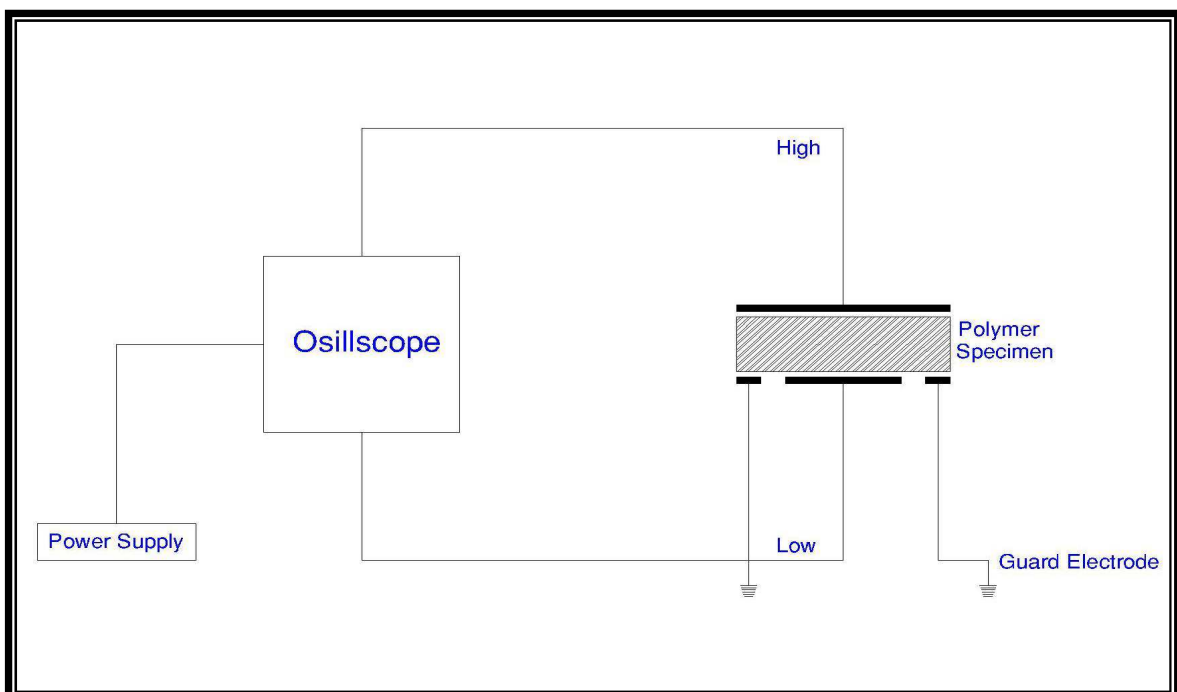 High
Osillscope
Polymer
Specimen
Power Supply
Low
Guard Electrode